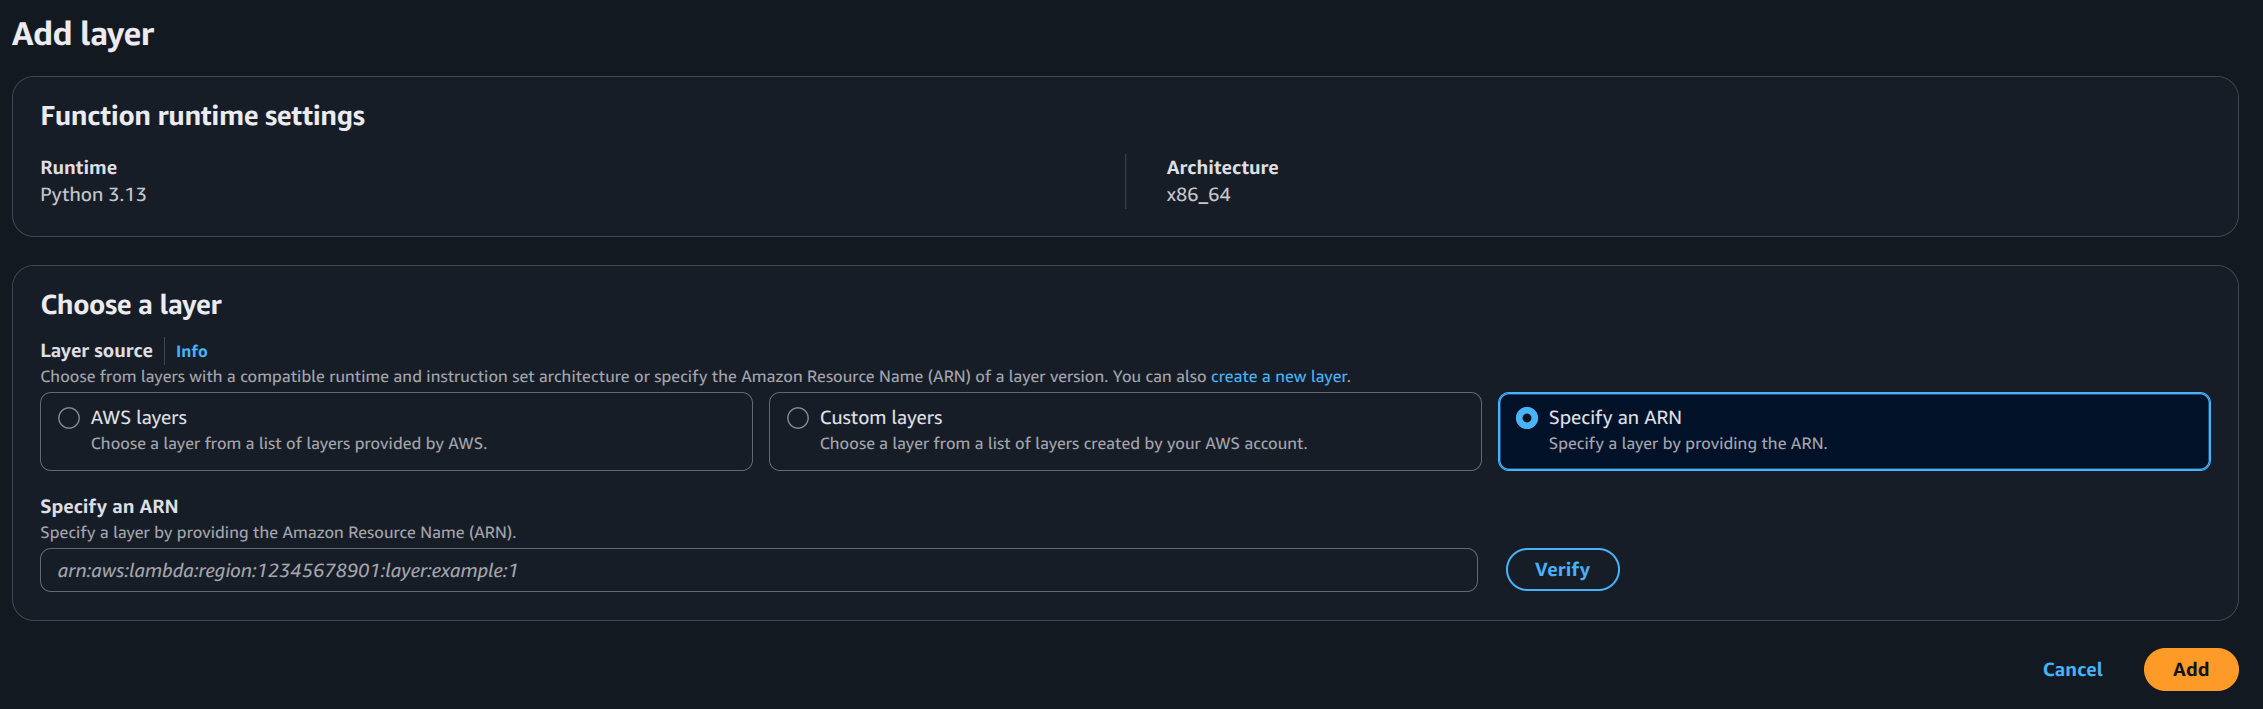 Add layer
Function runtime settings
Runtime
Python 3.13
Architecture
x86_64
Choose a layer
Layer source Info
Choose from layers with a compatible runtime and instruction set architecture or specify the Amazon Resource Name (ARN) of a layer version. You can also create a new layer.
AWS layers
Choose a layer from a list of layers provided by AWS.
Custom layers
Choose a layer from a list of layers created by your AWS account.
Specify an ARN
Specify a layer by providing the ARN.
Specify an ARN
Specify a layer by providing the Amazon Resource Name (ARN).
arn:aws:lambda:region:12345678901:layer:example:1
Verify
Cancel
Add